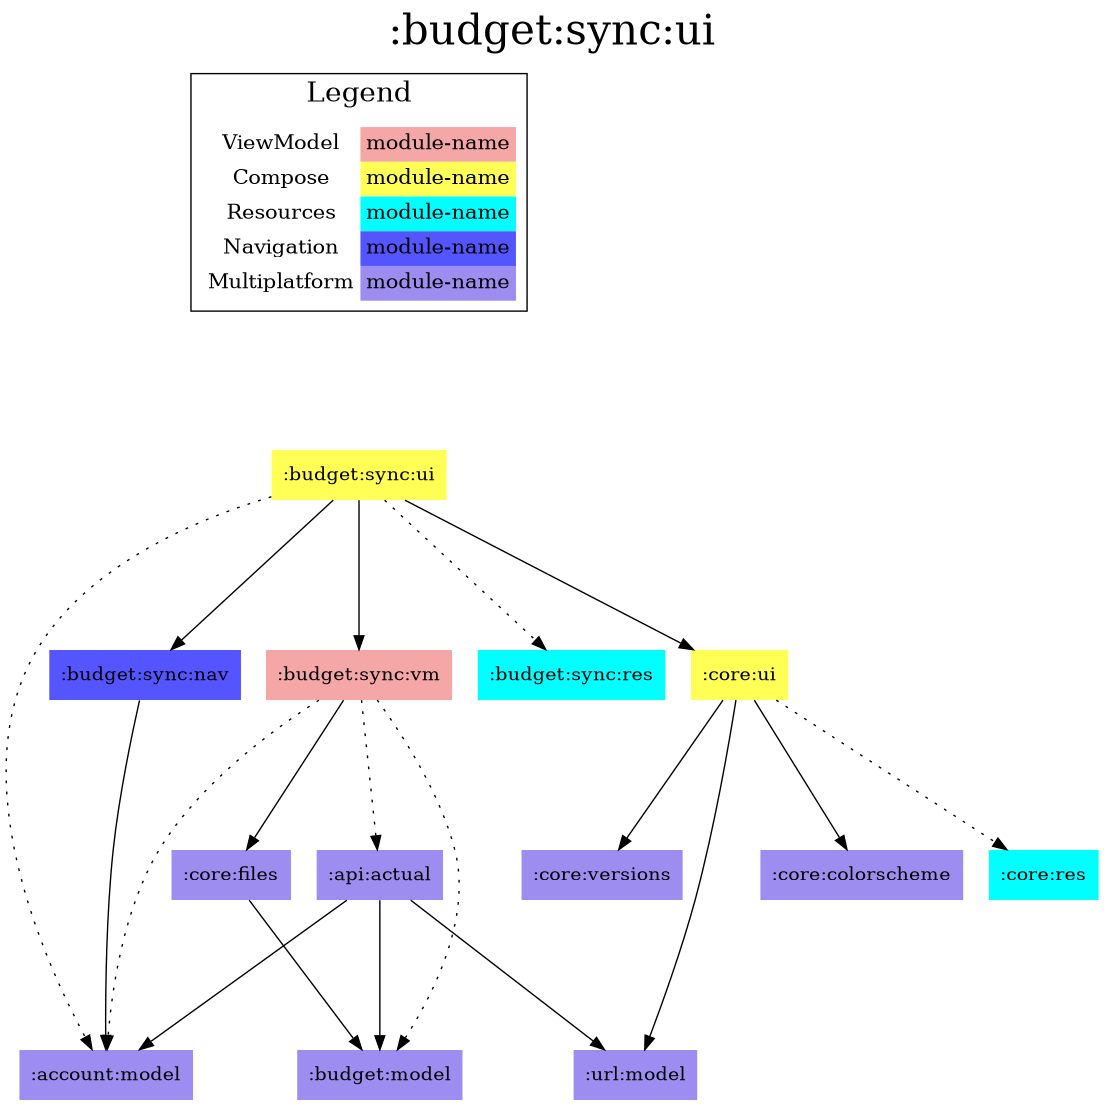 :budget:sync:ui
Legend
ViewModel module-name
Compose module-name
Resources module-name
Navigation module-name
Multiplatform module-name
:budget:sync:ui
:budget:sync:nav :budget:sync:vm :budget:sync:res :core:ui
:core:files :api:actual :core:versions :core:colorscheme :core:res
:account:model :budget:model :url:model